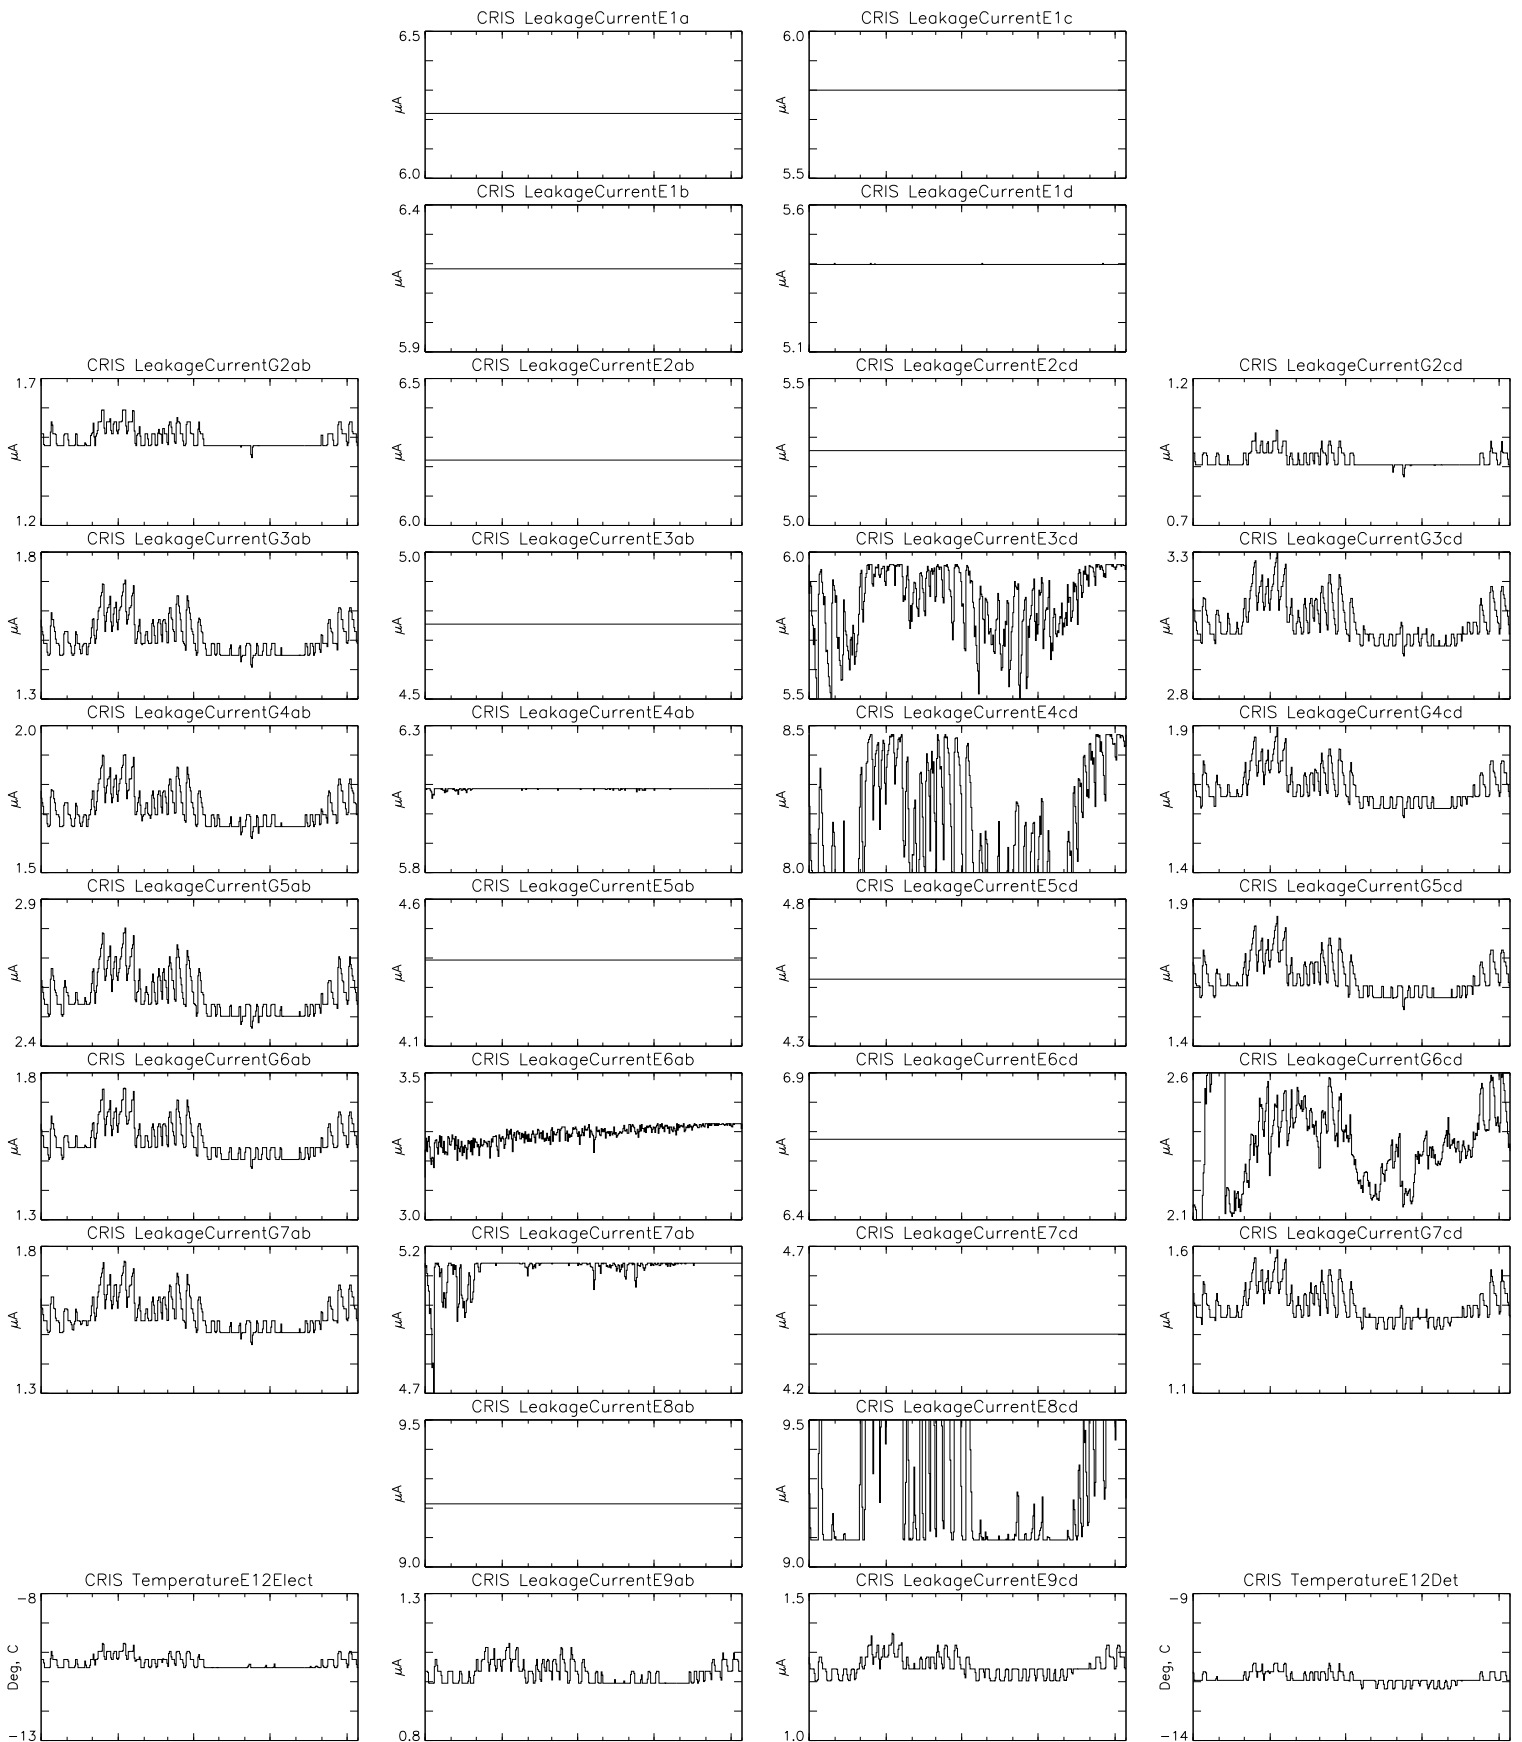 CRIS LeakageCurrentE1a
CRIS LeakageCurrentE1c
6.5
μA
6.0
6.0
μA
5.5
CRIS LeakageCurrentE1b
CRIS LeakageCurrentE1d
6.4
μA
5.9
5.6
μA
5.1
CRIS LeakageCurrentG2ab
CRIS LeakageCurrentE2ab
CRIS LeakageCurrentE2cd
CRIS LeakageCurrentG2cd
1.7
μA
1.2
6.5
μA
6.0
5.5
μA
5.0
1.2
μA
0.7
CRIS LeakageCurrentG3ab
CRIS LeakageCurrentE3ab
CRIS LeakageCurrentE3cd
CRIS LeakageCurrentG3cd
1.8
μA
1.3
5.0
μA
4.5
6.0
μA
5.5
3.3
μA
2.8
CRIS LeakageCurrentG4ab
CRIS LeakageCurrentE4ab
CRIS LeakageCurrentE4cd
CRIS LeakageCurrentG4cd
2.0
μA
1.5
6.3
μA
5.8
8.5
μA
8.0
1.9
μA
1.4
CRIS LeakageCurrentG5ab
CRIS LeakageCurrentE5ab
CRIS LeakageCurrentE5cd
CRIS LeakageCurrentG5cd
2.9
μA
2.4
4.6
μA
4.1
4.8
μA
4.3
1.9
μA
1.4
CRIS LeakageCurrentG6ab
CRIS LeakageCurrentE6ab
CRIS LeakageCurrentE6cd
CRIS LeakageCurrentG6cd
1.8
μA
1.3
3.5
μA
3.0
6.9
μA
6.4
2.6
μA
2.1
CRIS LeakageCurrentG7ab
CRIS LeakageCurrentE7ab
CRIS LeakageCurrentE7cd
CRIS LeakageCurrentG7cd
1.8
μA
1.3
5.2
μA
4.7
4.7
μA
4.2
1.6
μA
1.1
CRIS LeakageCurrentE8ab
CRIS LeakageCurrentE8cd
9.5
μA
9.0
9.5
μA
9.0
CRIS TemperatureE12Elect
CRIS LeakageCurrentE9ab
CRIS LeakageCurrentE9cd
CRIS TemperatureE12Det
-8
Deg, C
-13
1.3
μA
0.8
1.5
μA
1.0
-9
Deg, C
-14